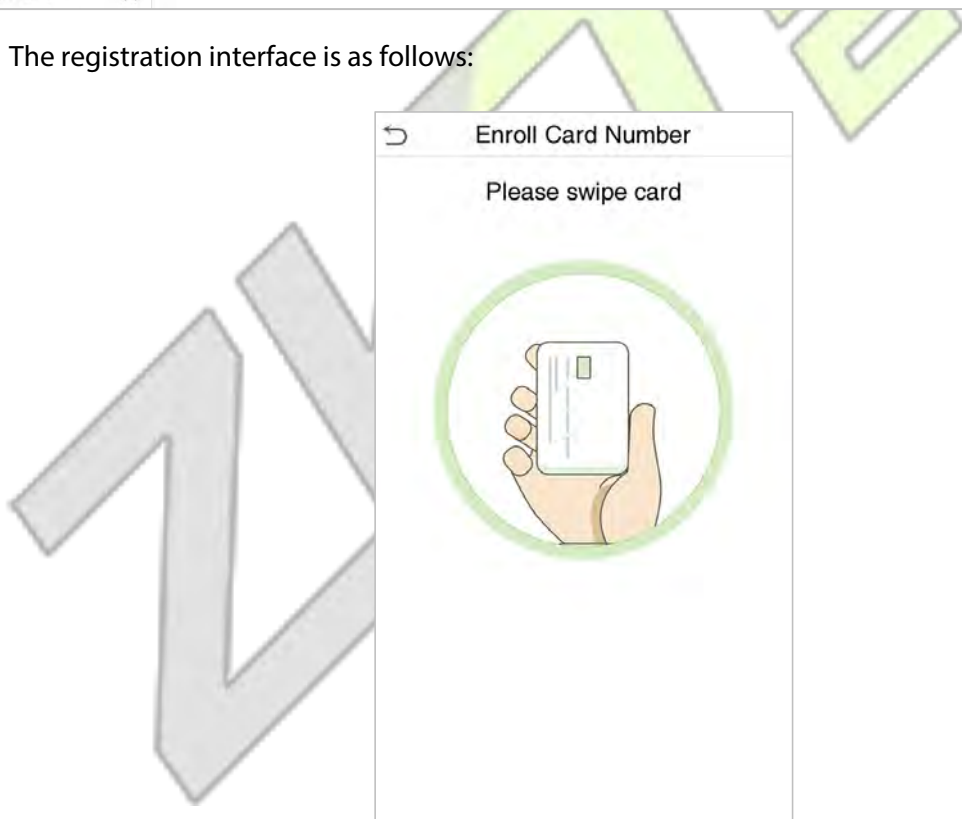 The registration interface is as follows:
Enroll Card Number
Please swipe card